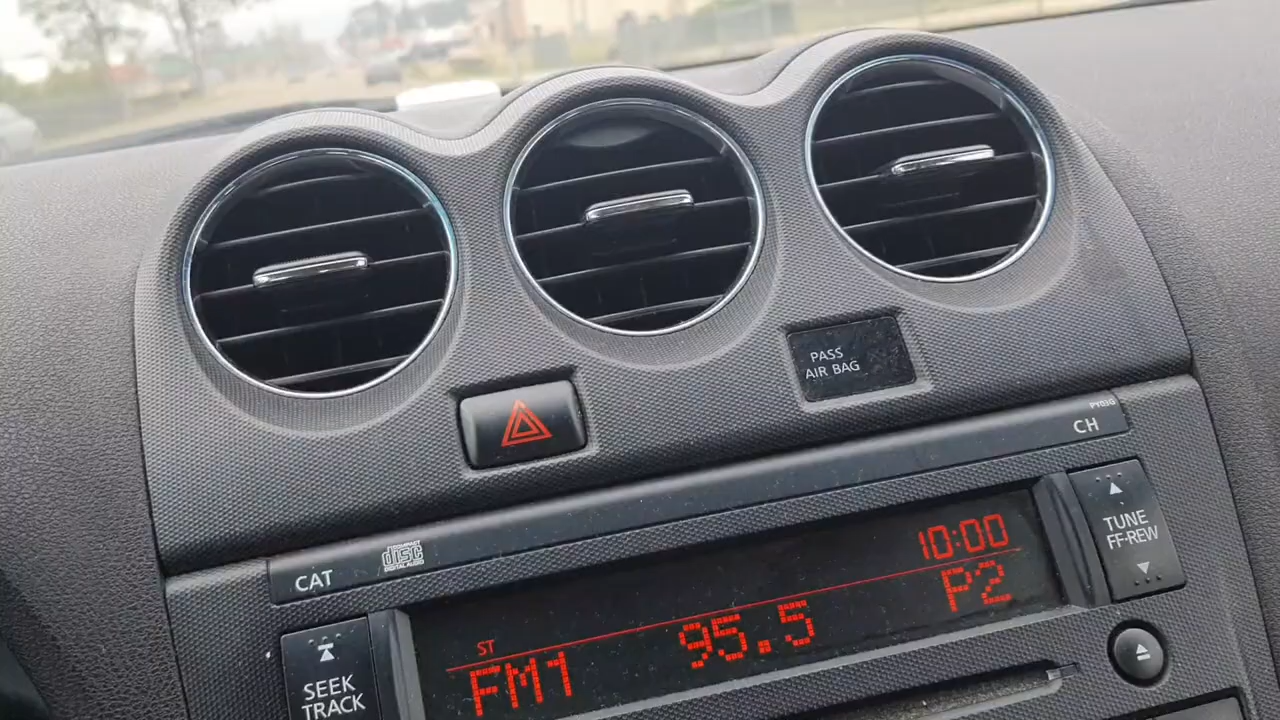 PASS
AIR BAG
PY03G
CH
CAT
COMPACT
disc
DIGITAL AUDIO
TUNE
FF-REW
10:00
P2
ST
FM1 95.5
SEEK
TRACK